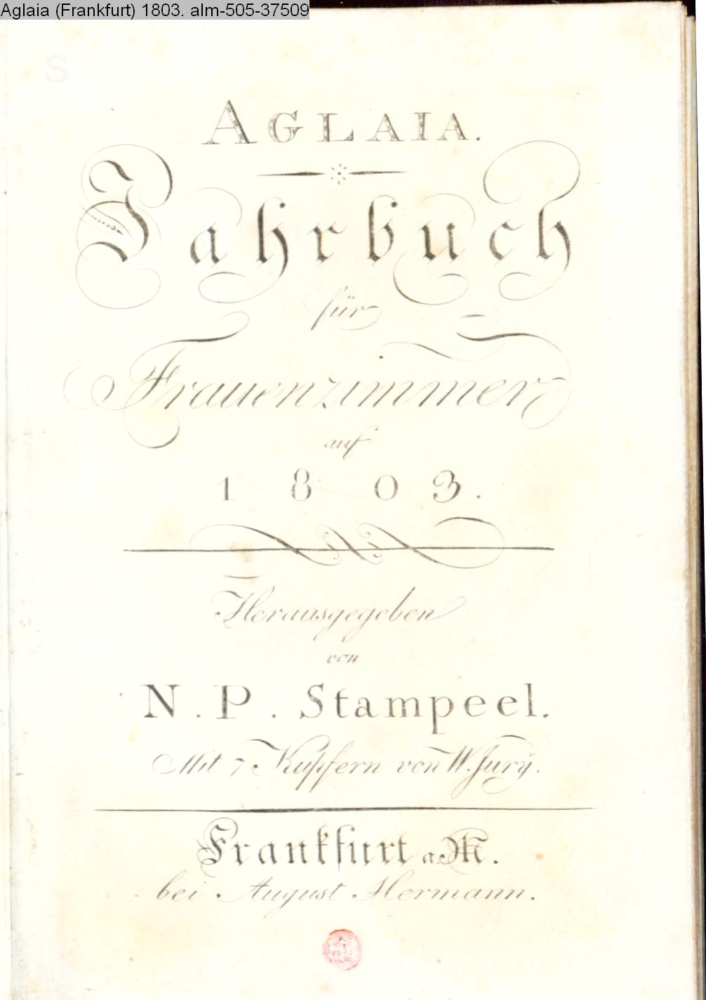 Aglaia (Frankfurt) 1803. alm-505-37509
AGLAIA.
Jahrbuch
für
Frauenzimmer
auf
1803.
Herausgegeben
von
N. P. Stampeel.
Mit 7 Kupfern von W. Jury.
Frankfurt a. M.
bei August Hermann.